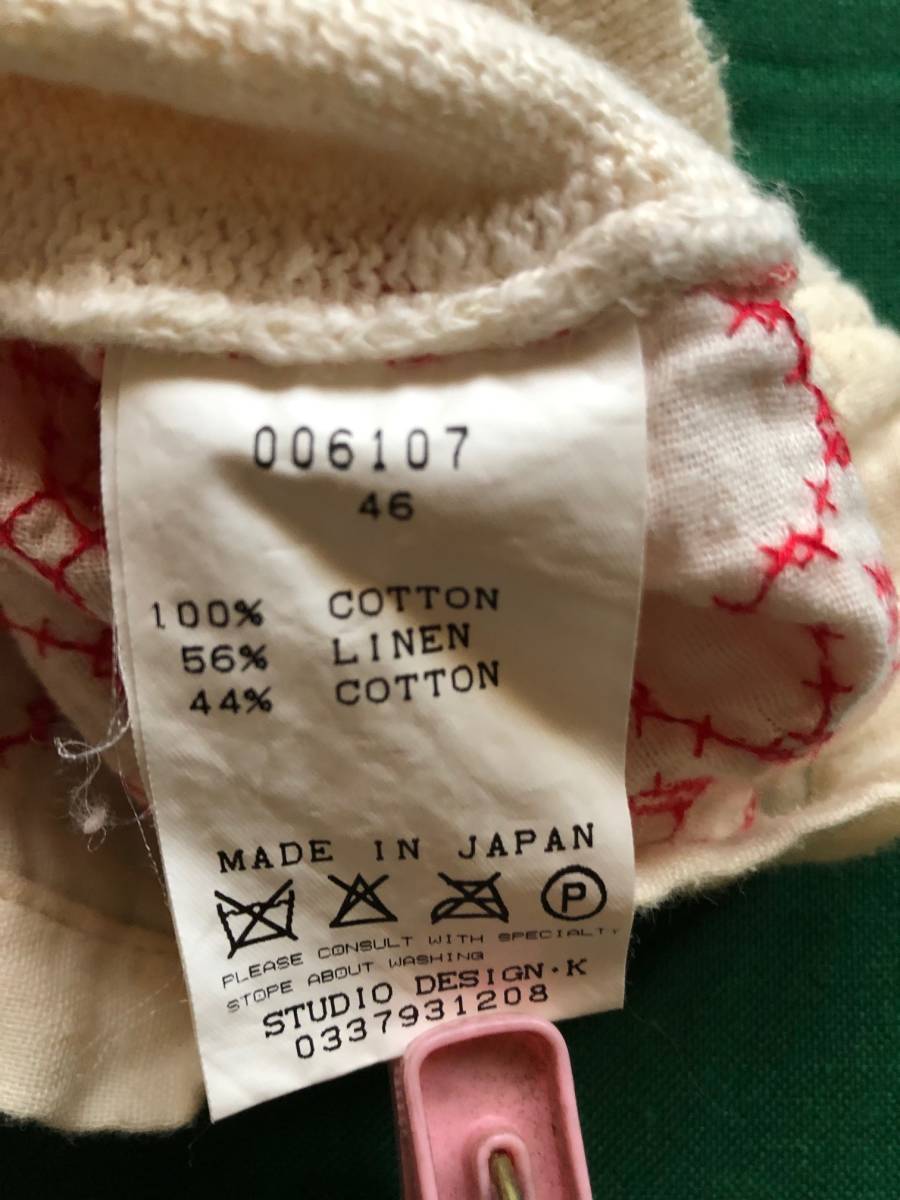 006107
46
100% COTTON
56% LINEN
44% COTTON
MADE IN JAPAN
P
PLEASE CONSULT WITH SPECIALTY
STOPE ABOUT WASHING
STUDIO DESIGN·K
0337931208